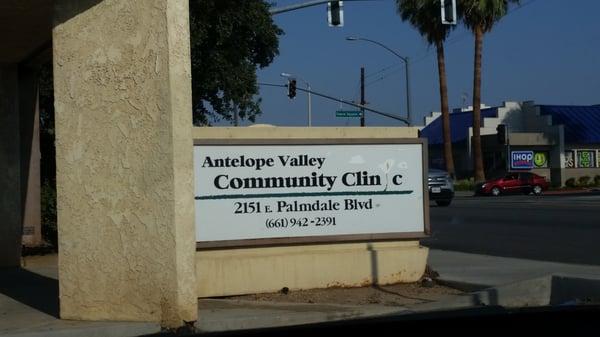 Antelope Valley
Community Clinic
2151 E. Palmdale Blvd
(661) 942-2391
IHOP